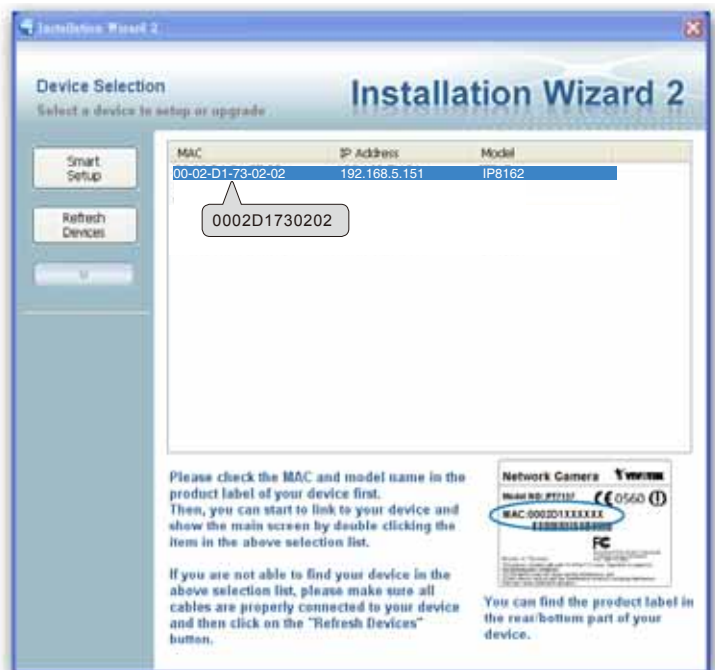 Installation Wizard 2
Device Selection
Select a device to setup or upgrade
Installation Wizard 2
Smart
Setup
Refresh
Devices
MAC IP Address Model
00-02-D1-73-02-02 192.168.5.151 IP8162
0002D1730202
Please check the MAC and model name in the
product label of your device first.
Then, you can start to link to your device and
show the main screen by double clicking the
item in the above selection list.
If you are not able to find your device in the
above selection list, please make sure all
cables are properly connected to your device
and then click on the "Refresh Devices"
button.
Network Camera VIVOTEK
Model NO: 0560
MAC:0002D1XXXXXX
FC
You can find the product label in
the rear/bottom part of your
device.